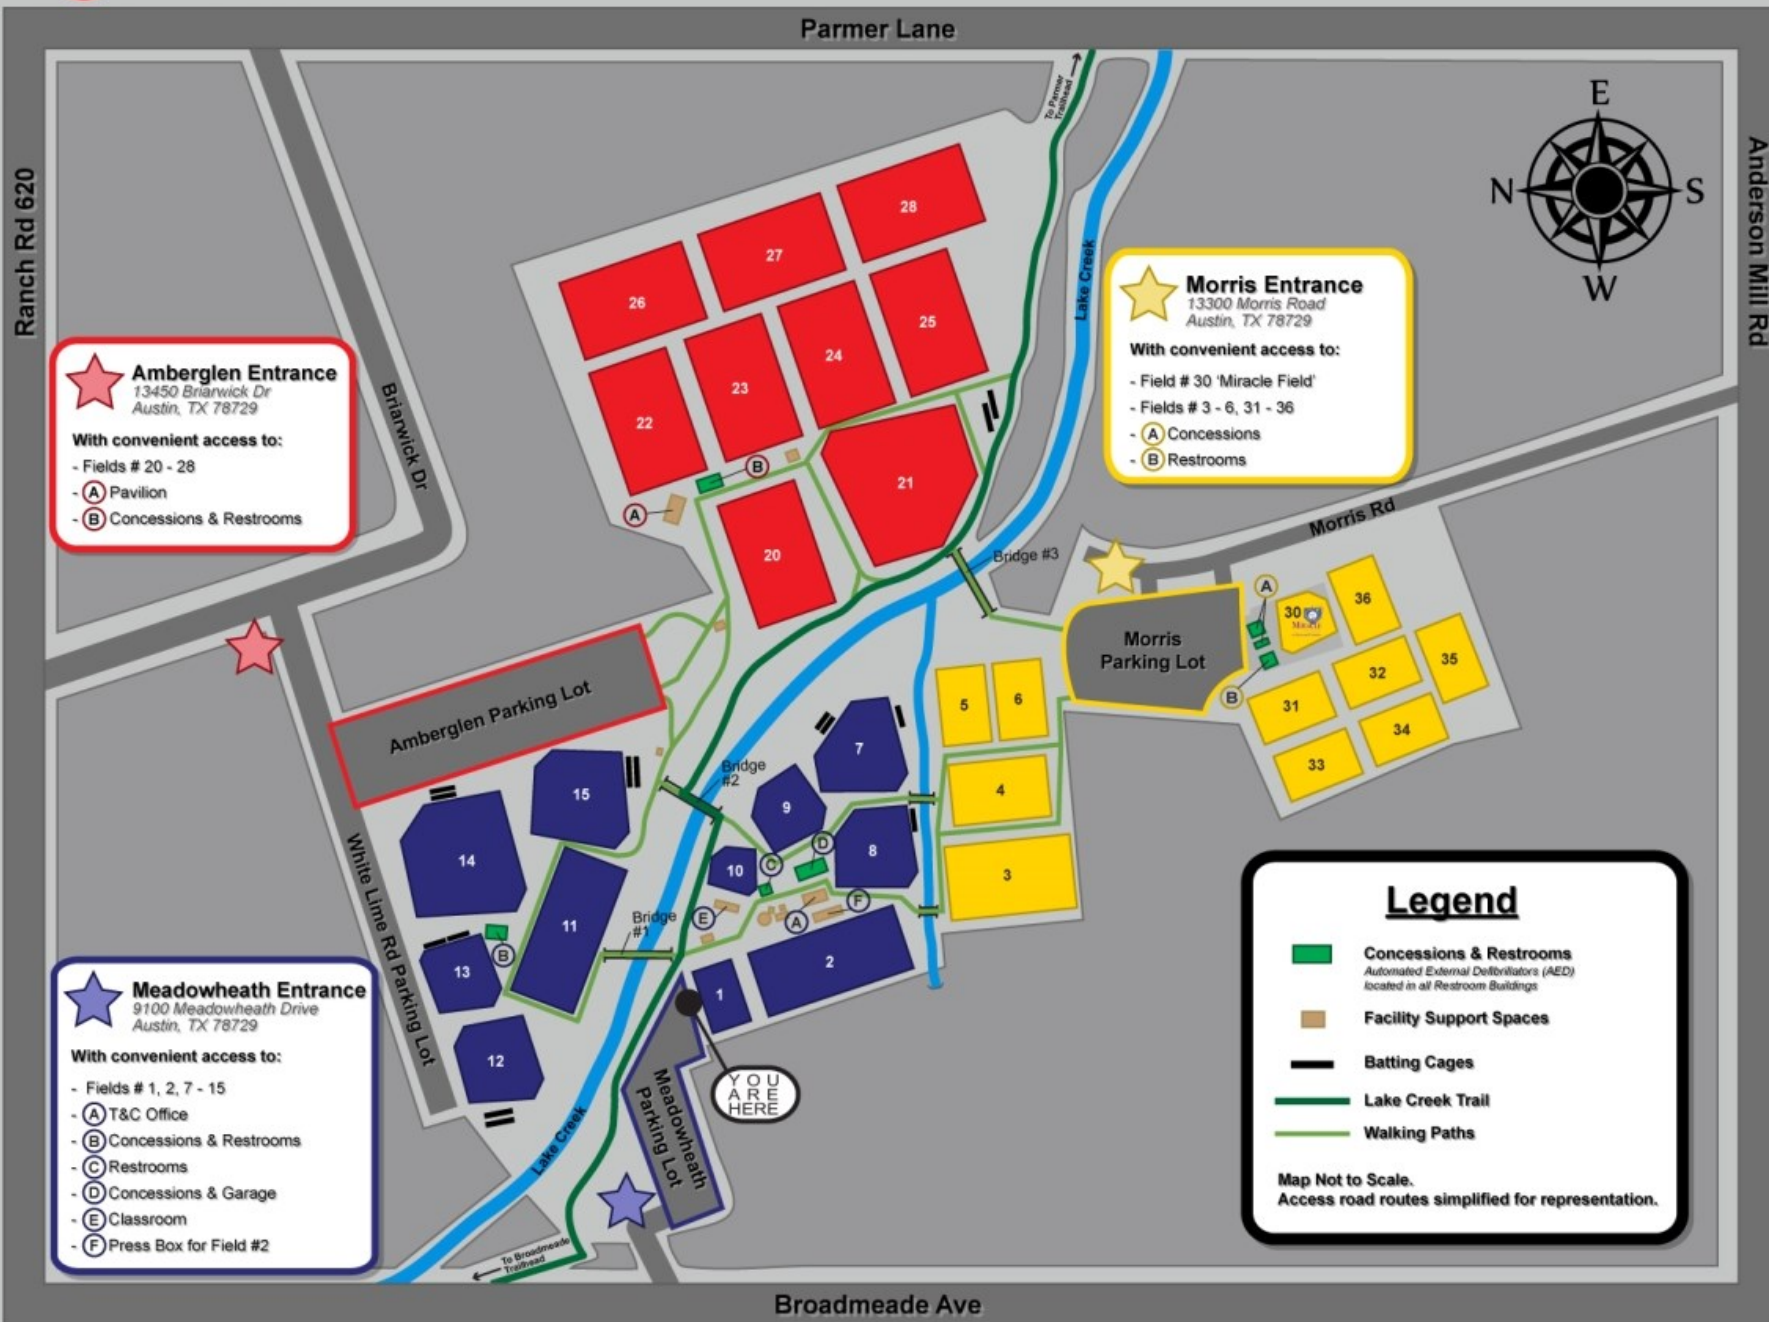 Parmer Lane
Ranch Rd 620
Anderson Mill Rd
Broadmeade Ave
E
N
S
W
To Parmer
Trailhead
Lake Creek
Briarwick Dr
Amberglen Entrance
13450 Briarwick Dr
Austin, TX 78729
With convenient access to:
- Fields # 20 - 28
- A Pavilion
- B Concessions & Restrooms
Morris Entrance
13300 Morris Road
Austin, TX 78729
With convenient access to:
- Field # 30 'Miracle Field'
- Fields # 3 - 6, 31 - 36
- A Concessions
- B Restrooms
28
27
26
25
24
23
22
21
20
B
A
Bridge #3
Morris Rd
Morris
Parking Lot
A
B
30
36
35
32
31
34
33
Amberglen Parking Lot
White Lime Rd Parking Lot
Bridge
#2
5
6
4
3
7
9
8
10
15
14
11
13
12
B
C
D
E
A
F
Bridge
#1
2
1
YOU
ARE
HERE
Meadowheath
Parking Lot
Lake Creek
To Broadmeade
Trailhead
Meadowheath Entrance
9100 Meadowheath Drive
Austin, TX 78729
With convenient access to:
- Fields # 1, 2, 7 - 15
- A T&C Office
- B Concessions & Restrooms
- C Restrooms
- D Concessions & Garage
- E Classroom
- F Press Box for Field #2
Legend
Concessions & Restrooms
Automated External Defibrillators (AED)
located in all Restroom Buildings
Facility Support Spaces
Batting Cages
Lake Creek Trail
Walking Paths
Map Not to Scale.
Access road routes simplified for representation.